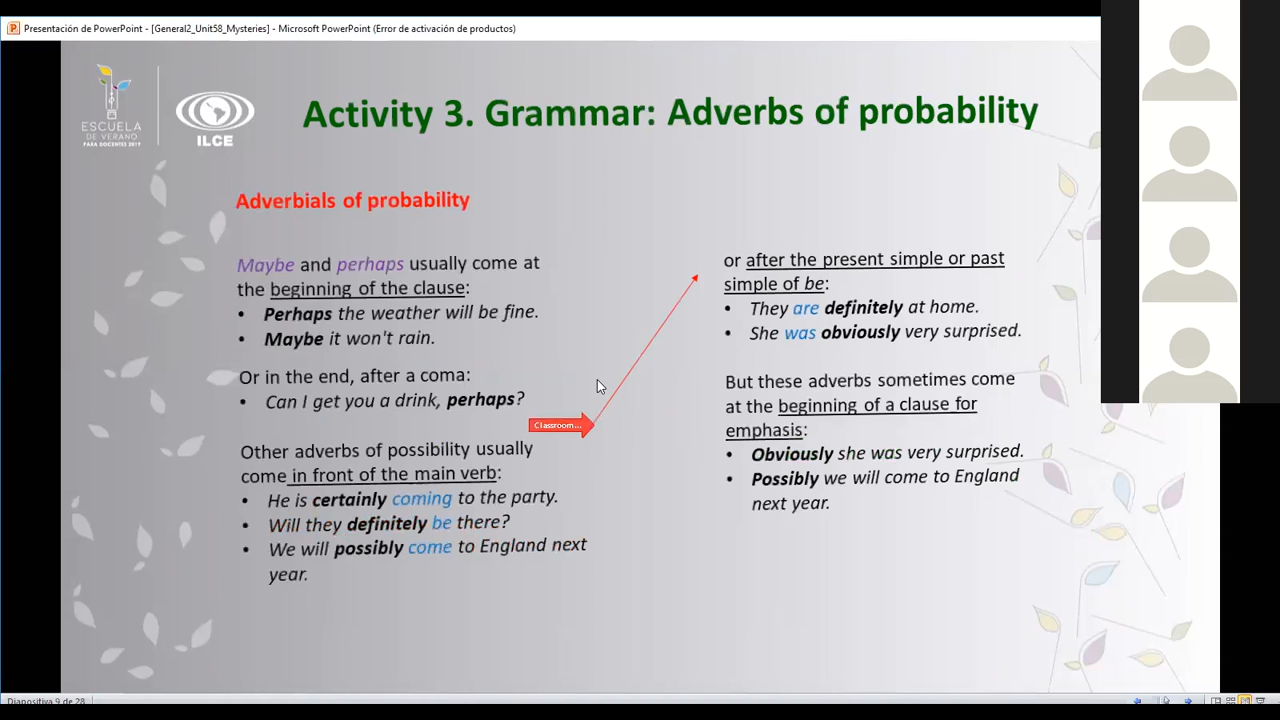 Presentación de PowerPoint - [General2_Unit58_Mysteries] - Microsoft PowerPoint (Error de activación de productos)
ESCUELA
DE VERANO
PARA DOCENTES 2019
ILCE
Activity 3. Grammar: Adverbs of probability
Adverbials of probability
Maybe and perhaps usually come at
the beginning of the clause:
• Perhaps the weather will be fine.
• Maybe it won't rain.
Or in the end, after a coma:
• Can I get you a drink, perhaps?
Classroom...
Other adverbs of possibility usually
come in front of the main verb:
• He is certainly coming to the party.
• Will they definitely be there?
• We will possibly come to England next
year.
or after the present simple or past
simple of be:
• They are definitely at home.
• She was obviously very surprised.
But these adverbs sometimes come
at the beginning of a clause for
emphasis:
• Obviously she was very surprised.
• Possibly we will come to England
next year.
Diapositiva 9 de 28